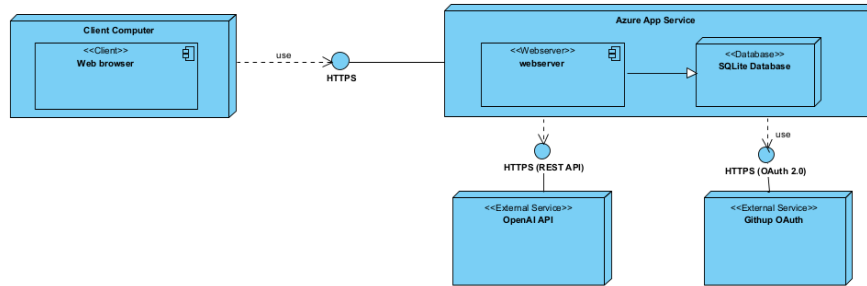 Client Computer
<<Client>>
Web browser
use
HTTPS
Azure App Service
<<Webserver>>
webserver
<<Database>>
SQLite Database
HTTPS (REST API)
use
HTTPS (OAuth 2.0)
<<External Service>>
OpenAI API
<<External Service>>
Githup OAuth